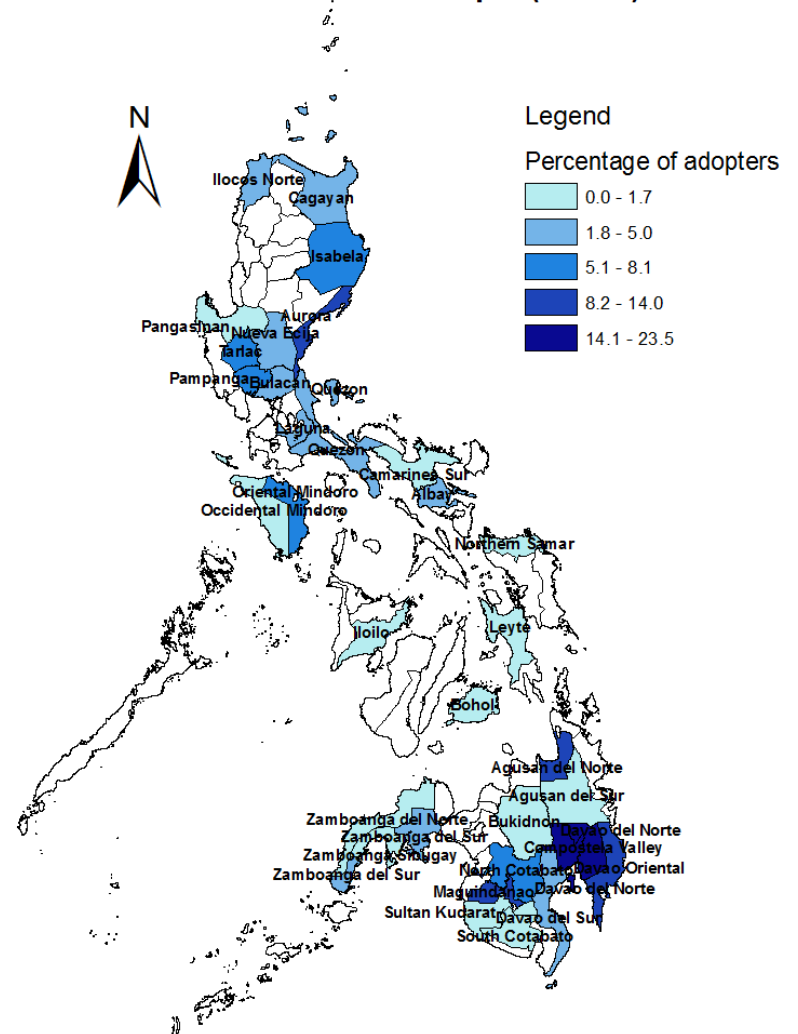 N
Legend
Percentage of adopters
0.0 - 1.7
1.8 - 5.0
5.1 - 8.1
8.2 - 14.0
14.1 - 23.5
Ilocos Norte
Cagayan
Isabela
Aurora
Pangasinan
Nueva Ecija
Tarlac
Pampanga
Bulacan
Quezon
Laguna
Quezon
Camarines Sur
Albay
Oriental Mindoro
Occidental Mindoro
Northern Samar
Iloilo
Leyte
Bohol
Agusan del Norte
Agusan del Sur
Bukidnon
Zamboanga del Norte
Davao del Norte
Zamboanga del Sur
Compostela Valley
Zamboanga Sibugay
North Cotabato
Davao Oriental
Zamboanga del Sur
Maguindanao
Davao del Norte
Sultan Kudarat
Davao del Sur
South Cotabato